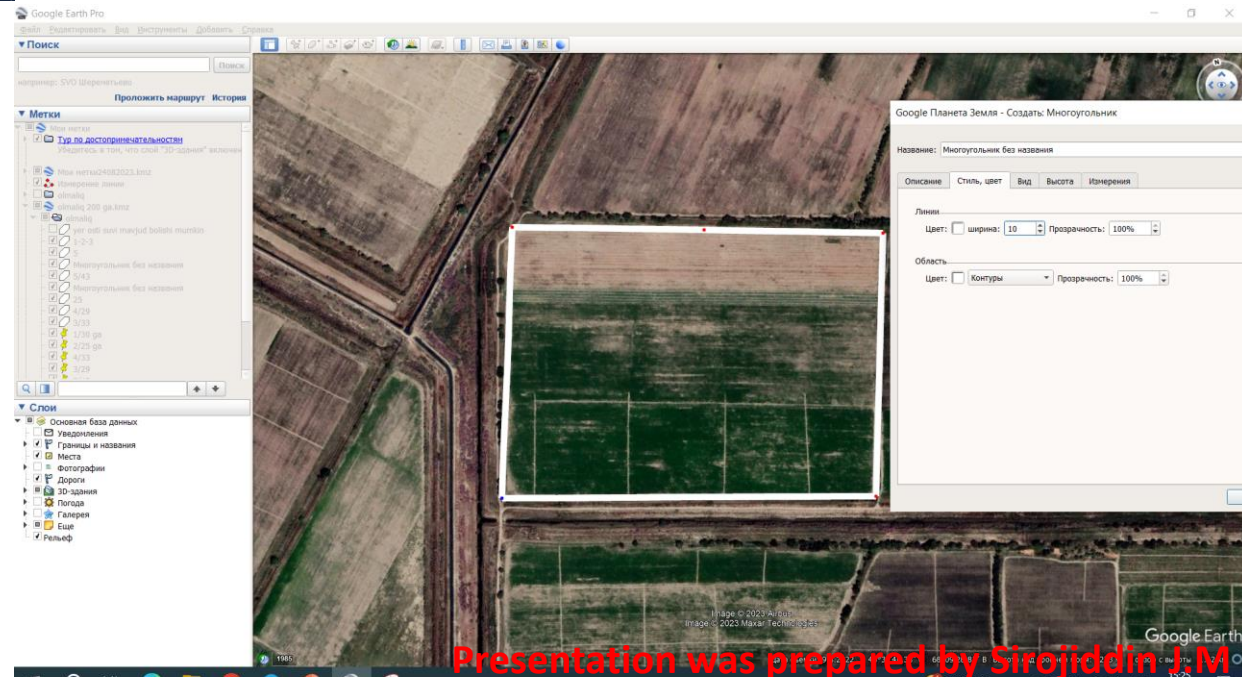 Google Earth Pro
Файл Редактировать Вид Инструменты Добавить Справка
▼ Поиск
Поиск
например: SVO Шереметьево
Проложить маршрут История
▼ Метки
Мои метки
Тур по достопримечательностям
Убедитесь в том, что слой "3D-здания" включен
Мои метки24082023.kmz
Измерение линии
olmaliq
olmaliq 200 ga.kmz
olmaliq
yer osti suvi mavjud bolishi mumkin
1-2-3
5
Многоугольник без названия
5/43
Многоугольник без названия
25
4/29
3/33
1/30 ga
2/25 ga
4/33
3/29
▼ Слои
Основная база данных
Уведомления
Границы и названия
Места
Фотографии
Дороги
3D-здания
Погода
Галерея
Еще
Рельеф
Google Планета Земля - Создать: Многоугольник
Название: Многоугольник без названия
Описание Стиль, цвет Вид Высота Измерения
Линии
Цвет: ширина: 10 Прозрачность: 100%
Область
Цвет: Контуры Прозрачность: 100%
Image © 2023 Airbus
Image © 2023 Maxar Technologies
Google Earth
1985
Presentation was prepared by Sirojiddin J.M
15:25